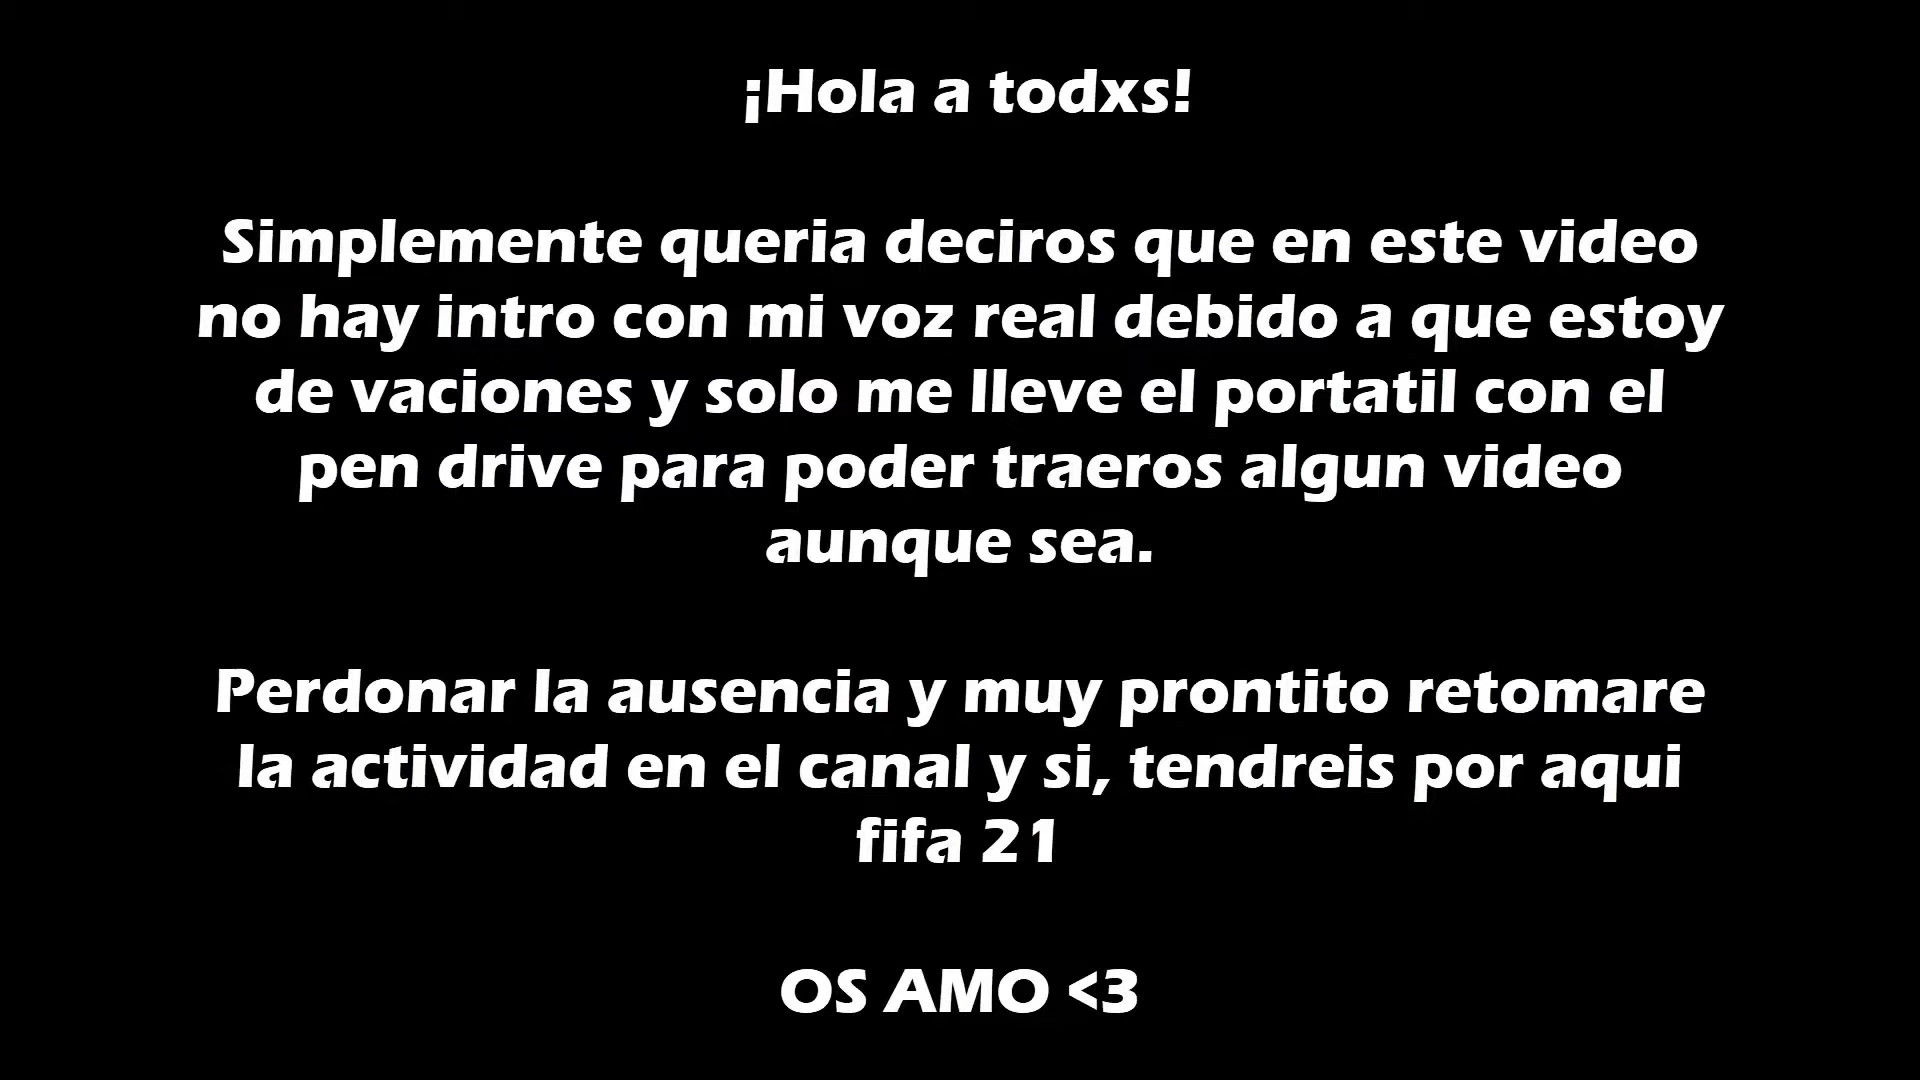 ¡Hola a todxs!
Simplemente queria deciros que en este video
no hay intro con mi voz real debido a que estoy
de vaciones y solo me lleve el portatil con el
pen drive para poder traeros algun video
aunque sea.
Perdonar la ausencia y muy prontito retomare
la actividad en el canal y si, tendreis por aqui
fifa 21
OS AMO <3